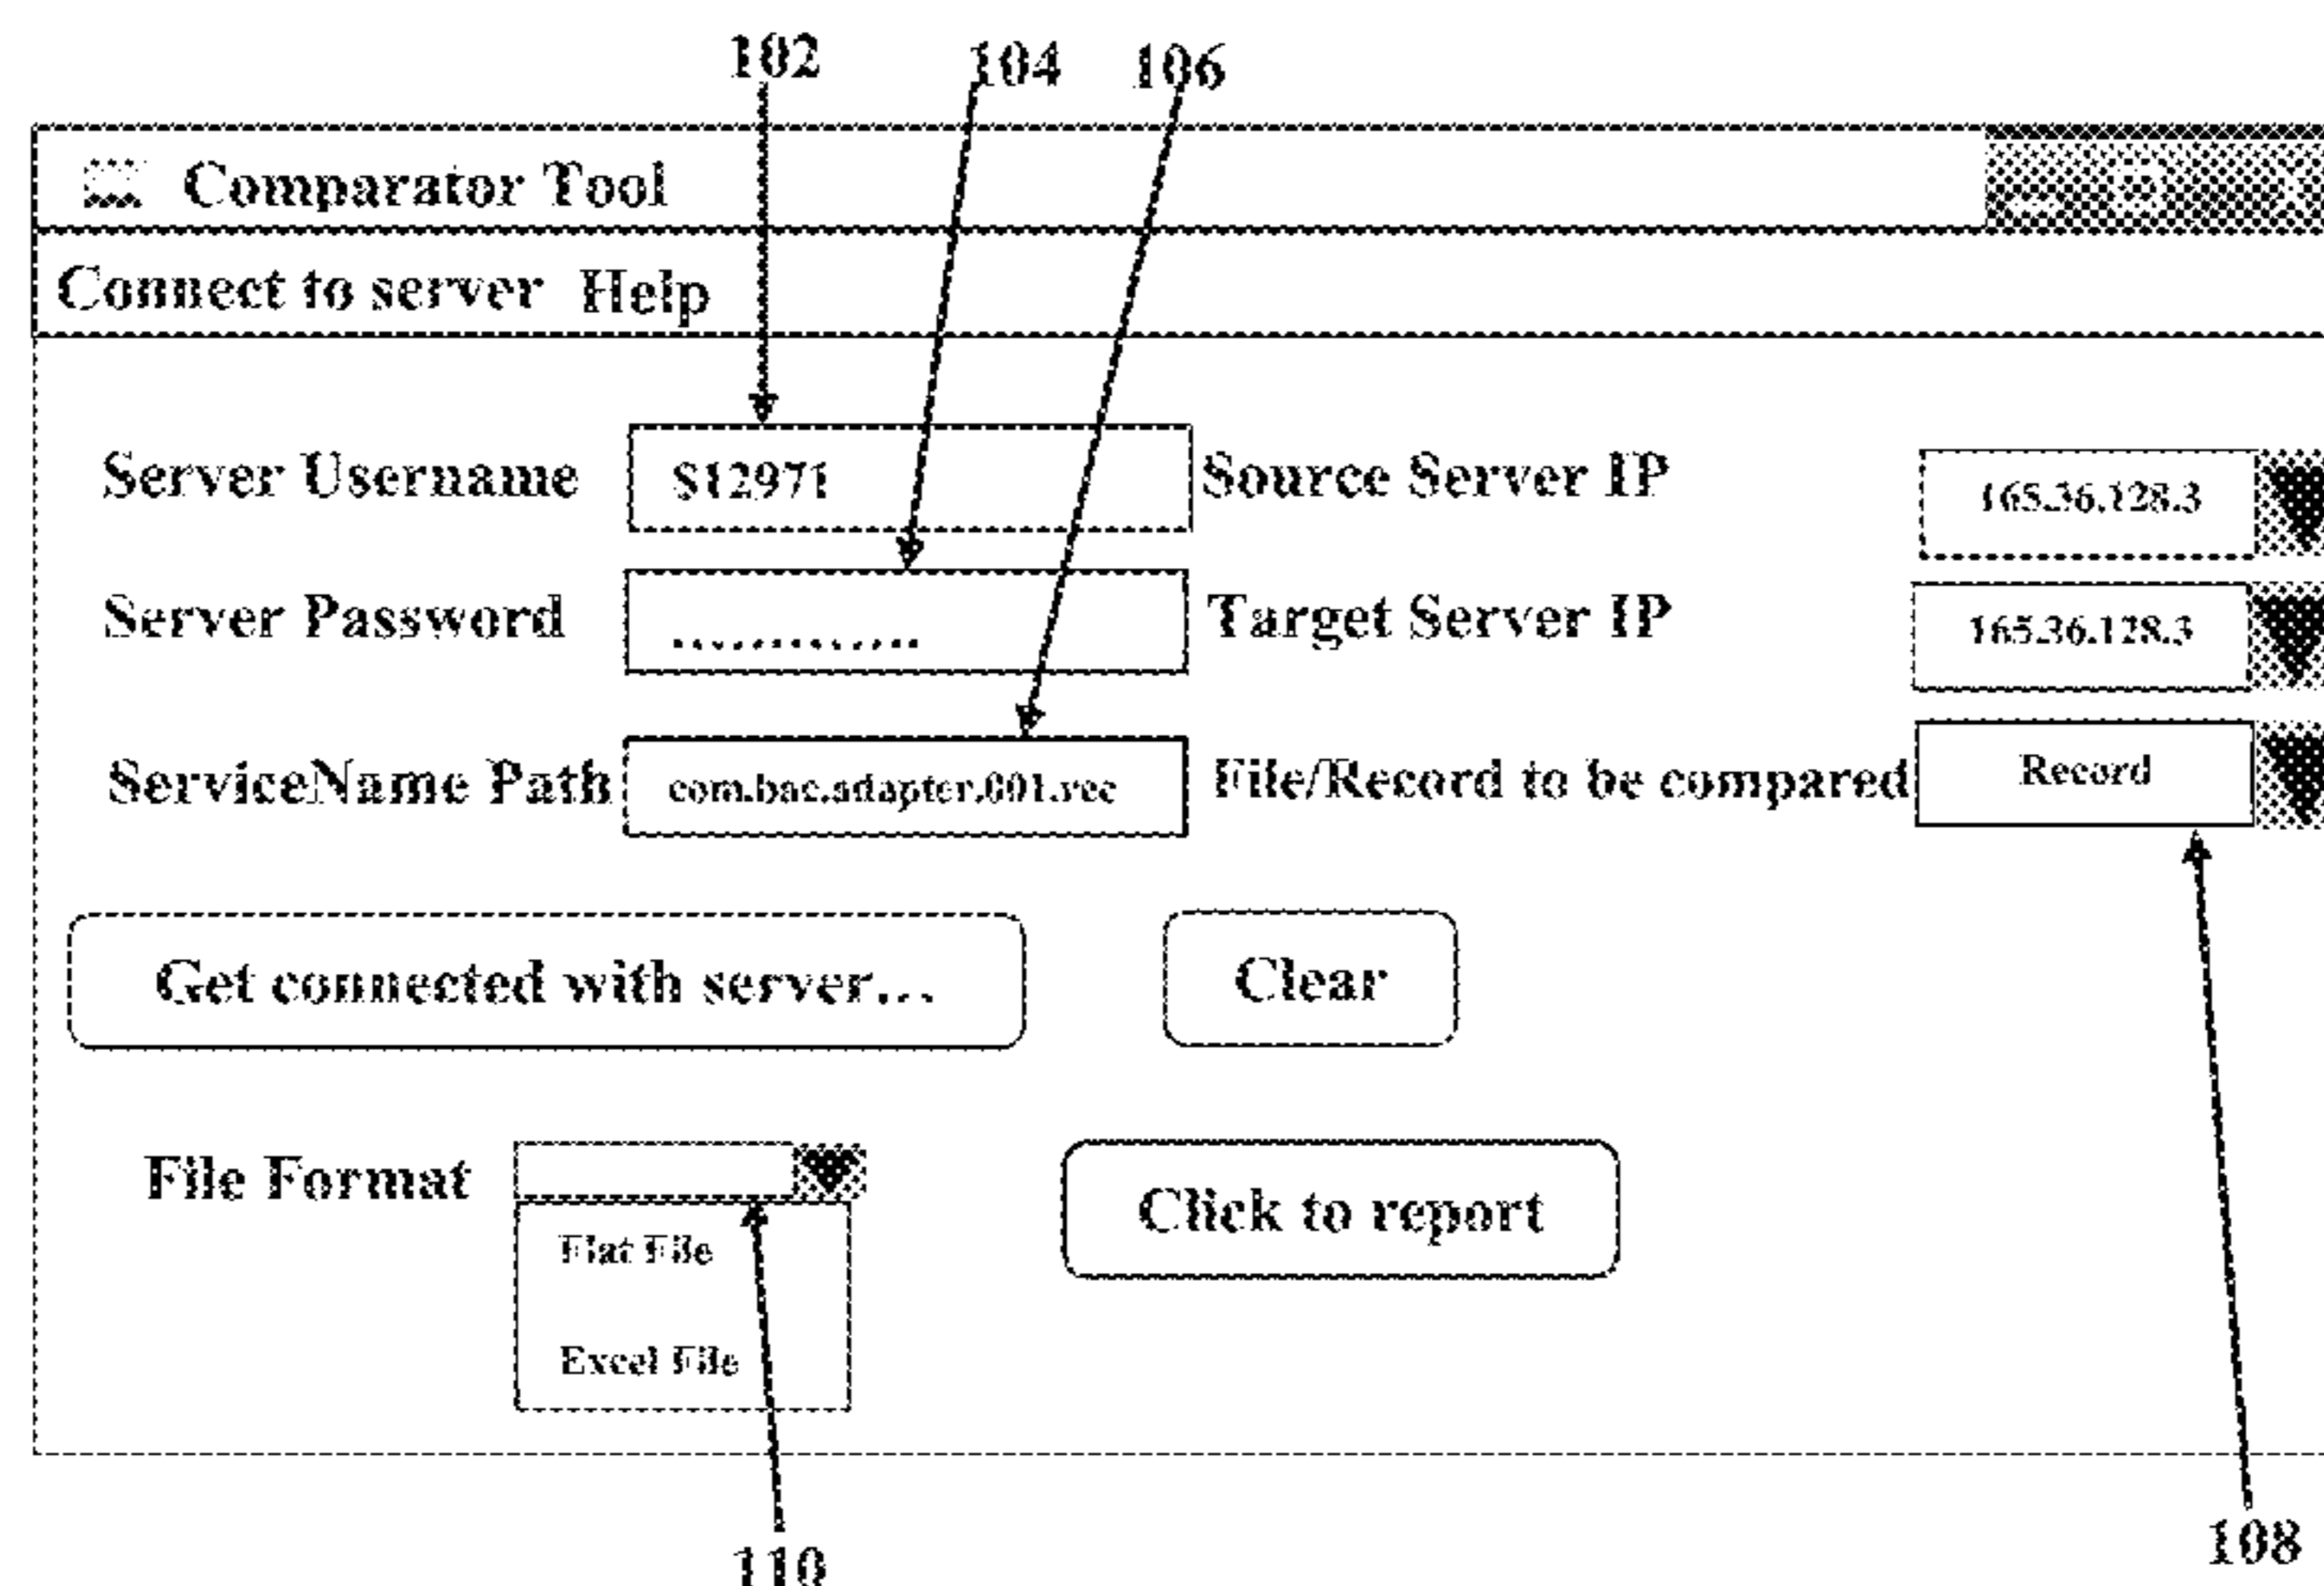 102 104 106
Comparator Tool
Connect to server Help
Server Username S12971 Source Server IP 165.36.128.3
Server Password ............. Target Server IP 165.36.128.3
ServiceName Path com.bac.adapter.001.rec File/Record to be compared Record
Get connected with server... Clear
File Format Click to report
Flat File
Excel File
110 108